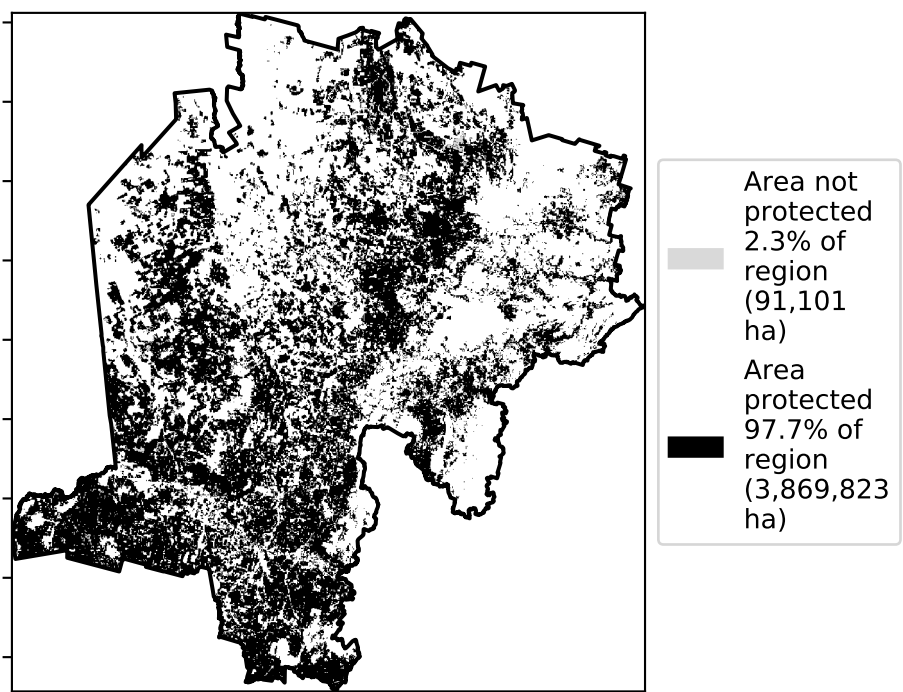 Area not
protected
2.3% of
region
(91,101
ha)
Area
protected
97.7% of
region
(3,869,823
ha)